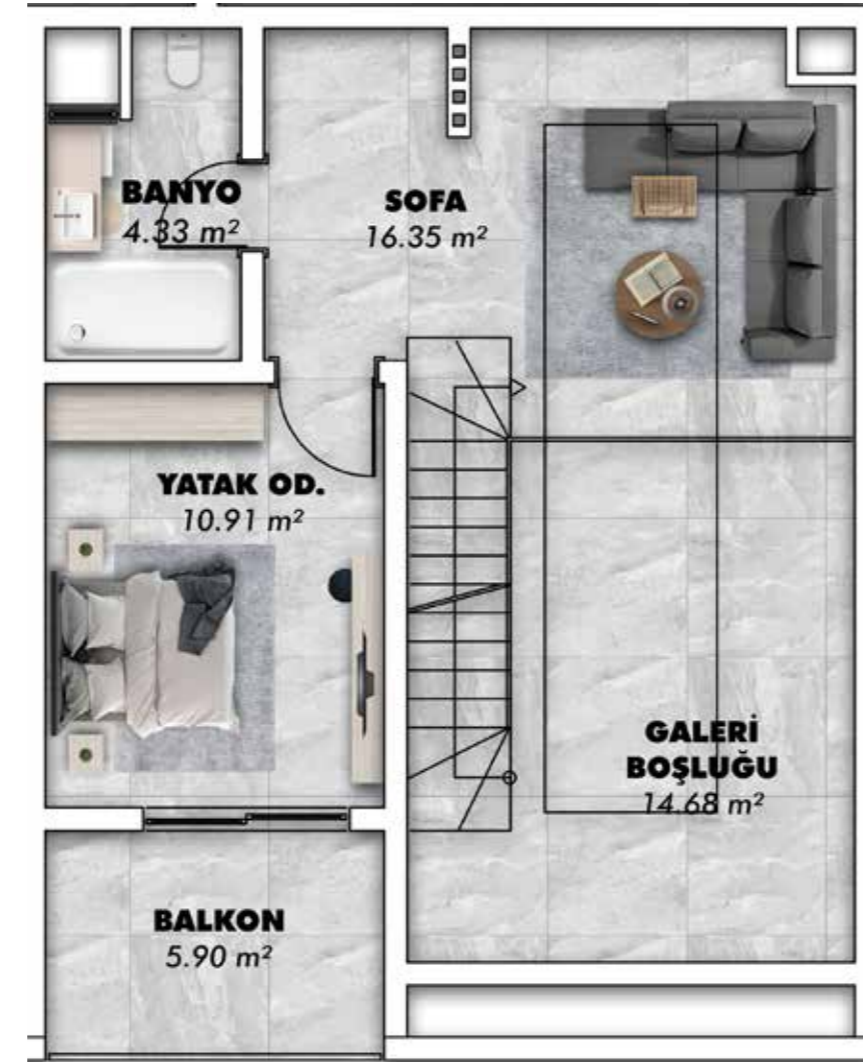 BANYO
4.33 m²
SOFA
16.35 m²
YATAK OD.
10.91 m²
GALERİ
BOŞLUĞU
14.68 m²
BALKON
5.90 m²